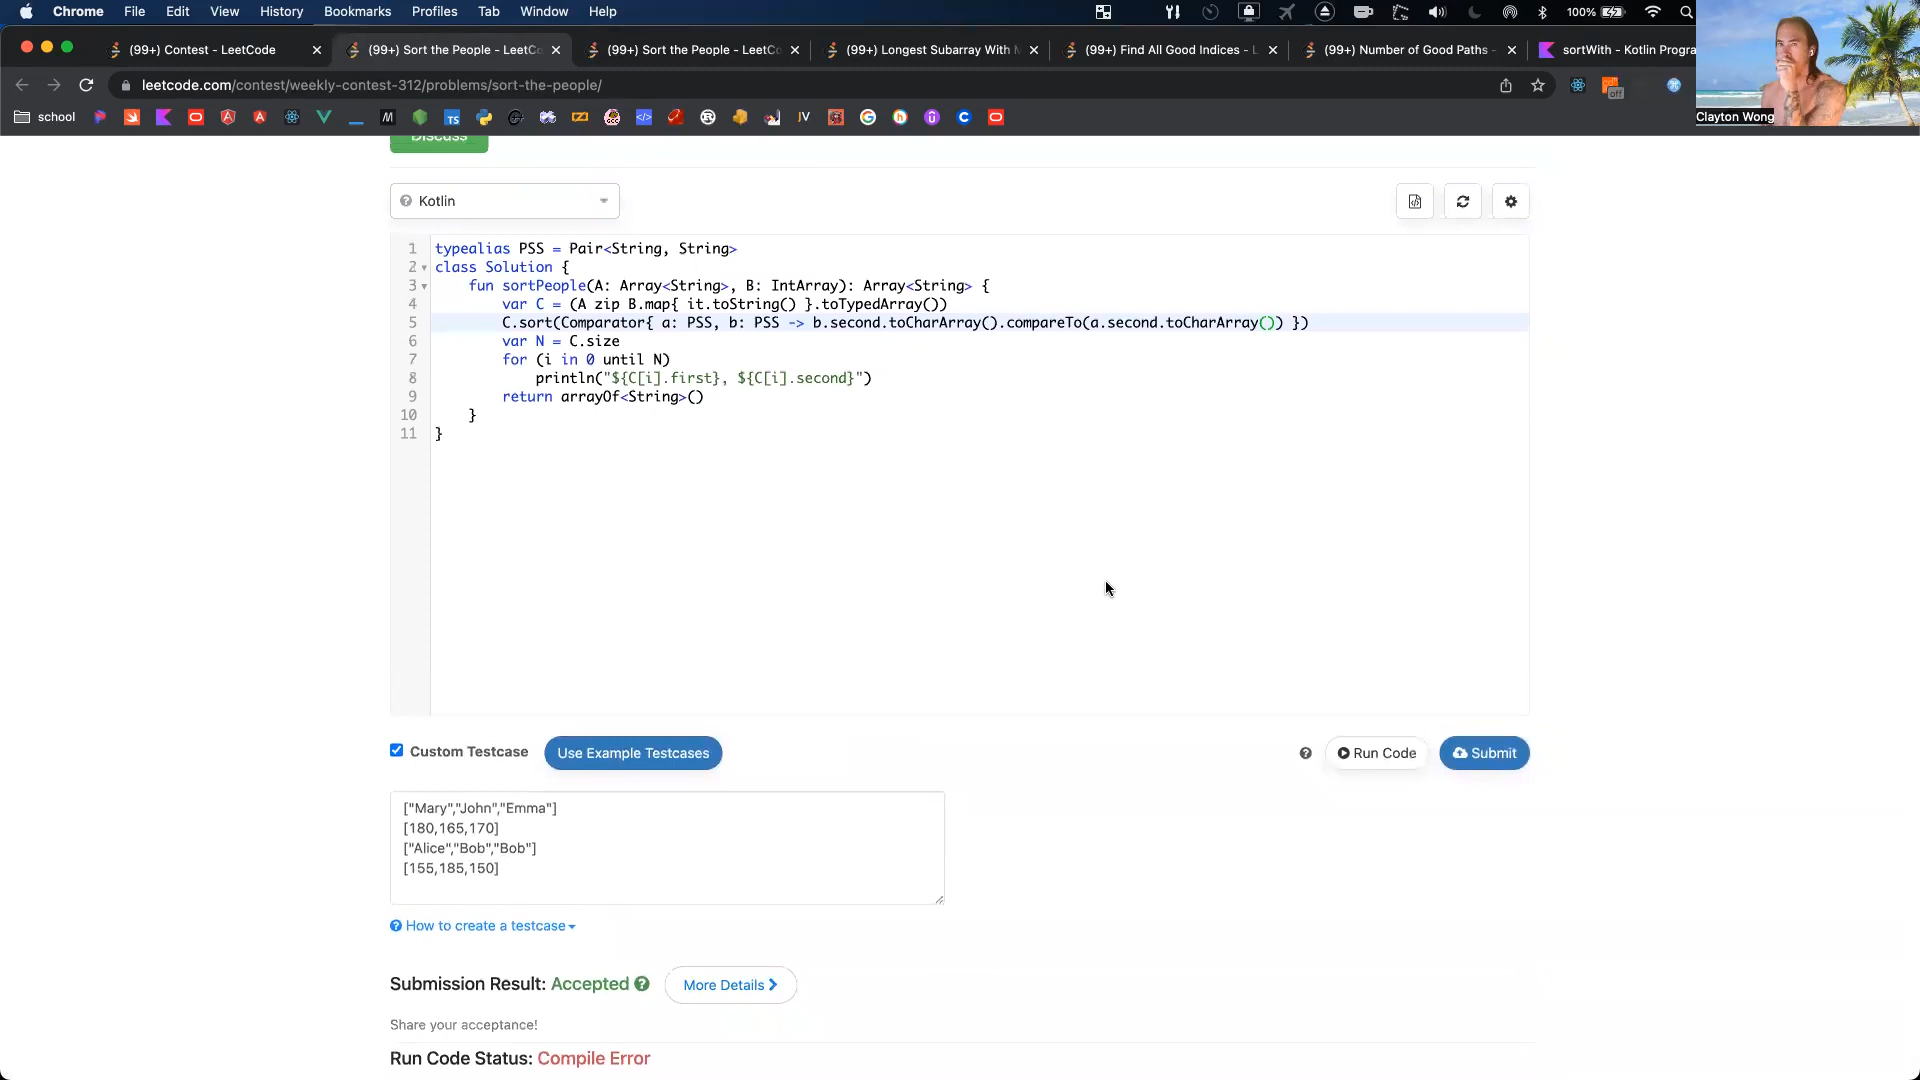 Chrome File Edit View History Bookmarks Profiles Tab Window Help 100%
(99+) Contest - LeetCode
(99+) Sort the People - LeetC
(99+) Sort the People - LeetC
(99+) Longest Subarray With
(99+) Find All Good Indices - L
(99+) Number of Good Paths -
sortWith - Kotlin Progra
leetcode.com/contest/weekly-contest-312/problems/sort-the-people/
off
school
TS
JV
Clayton Wong
Discuss
Kotlin
1 typealias PSS = Pair<String, String>
2 class Solution {
3 fun sortPeople(A: Array<String>, B: IntArray): Array<String> {
4 var C = (A zip B.map{ it.toString() }.toTypedArray())
5 C.sort(Comparator{ a: PSS, b: PSS -> b.second.toCharArray().compareTo(a.second.toCharArray()) })
6 var N = C.size
7 for (i in 0 until N)
8 println("${C[i].first}, ${C[i].second}")
9 return arrayOf<String>()
10 }
11 }
Custom Testcase Use Example Testcases Run Code Submit
["Mary","John","Emma"]
[180,165,170]
["Alice","Bob","Bob"]
[155,185,150]
How to create a testcase
Submission Result: Accepted More Details
Share your acceptance!
Run Code Status: Compile Error